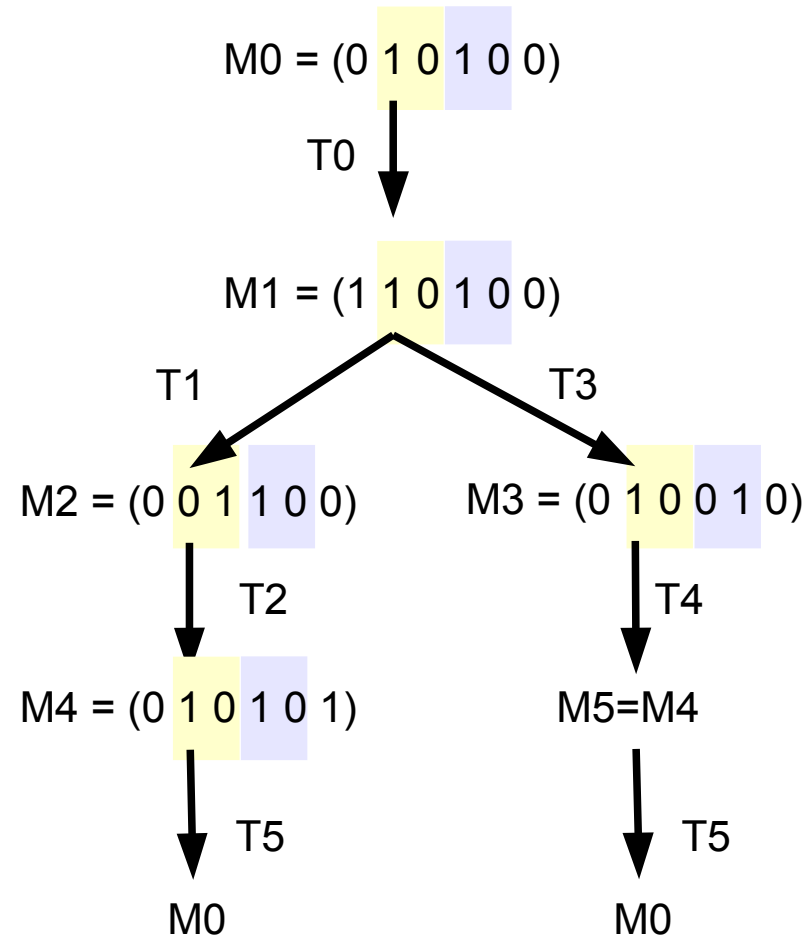 M0 = (0 1 0 1 0 0)
T0
M1 = (1 1 0 1 0 0)
T1 T3
M2 = (0 0 1 1 0 0) M3 = (0 1 0 0 1 0)
T2 T4
M4 = (0 1 0 1 0 1) M5=M4
T5 T5
M0 M0